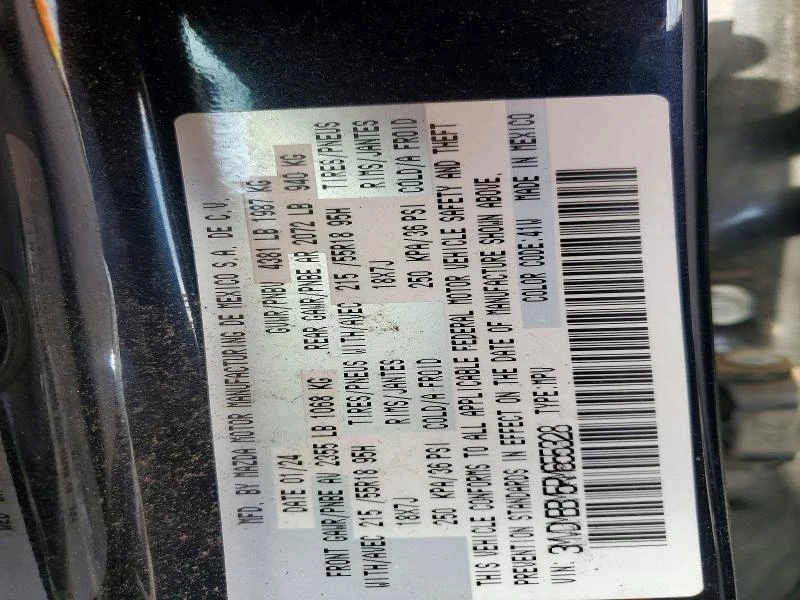 MFD. BY MAZDA MOTOR MANUFACTURING DE MEXICO S.A. DE C.V.
DATE 01/24 GVWR/PNBV 4381 LB 1987 KG
FRONT GAWR/PNBE AV 2355 LB 1068 KG REAR GAWR/PNBE AR 2072 LB 940 KG
WITH/AVEC 215 /55R18 95H TIRES/PNEUS WITH/AVEC 215 /55R18 95H TIRES/PNEUS
18X7J RIMS/JANTES 18X7J RIMS/JANTES
250 KPA/36 PSI COLD/A FROID 250 KPA/36 PSI COLD/A FROID
THIS VEHICLE CONFORMS TO ALL APPLICABLE FEDERAL MOTOR VEHICLE SAFETY AND THEFT
PREVENTION STANDARDS IN EFFECT ON THE DATE OF MANUFACTURE SHOWN ABOVE.
COLOR CODE:41W MADE IN MEXICO
VIN: TYPE:MPV